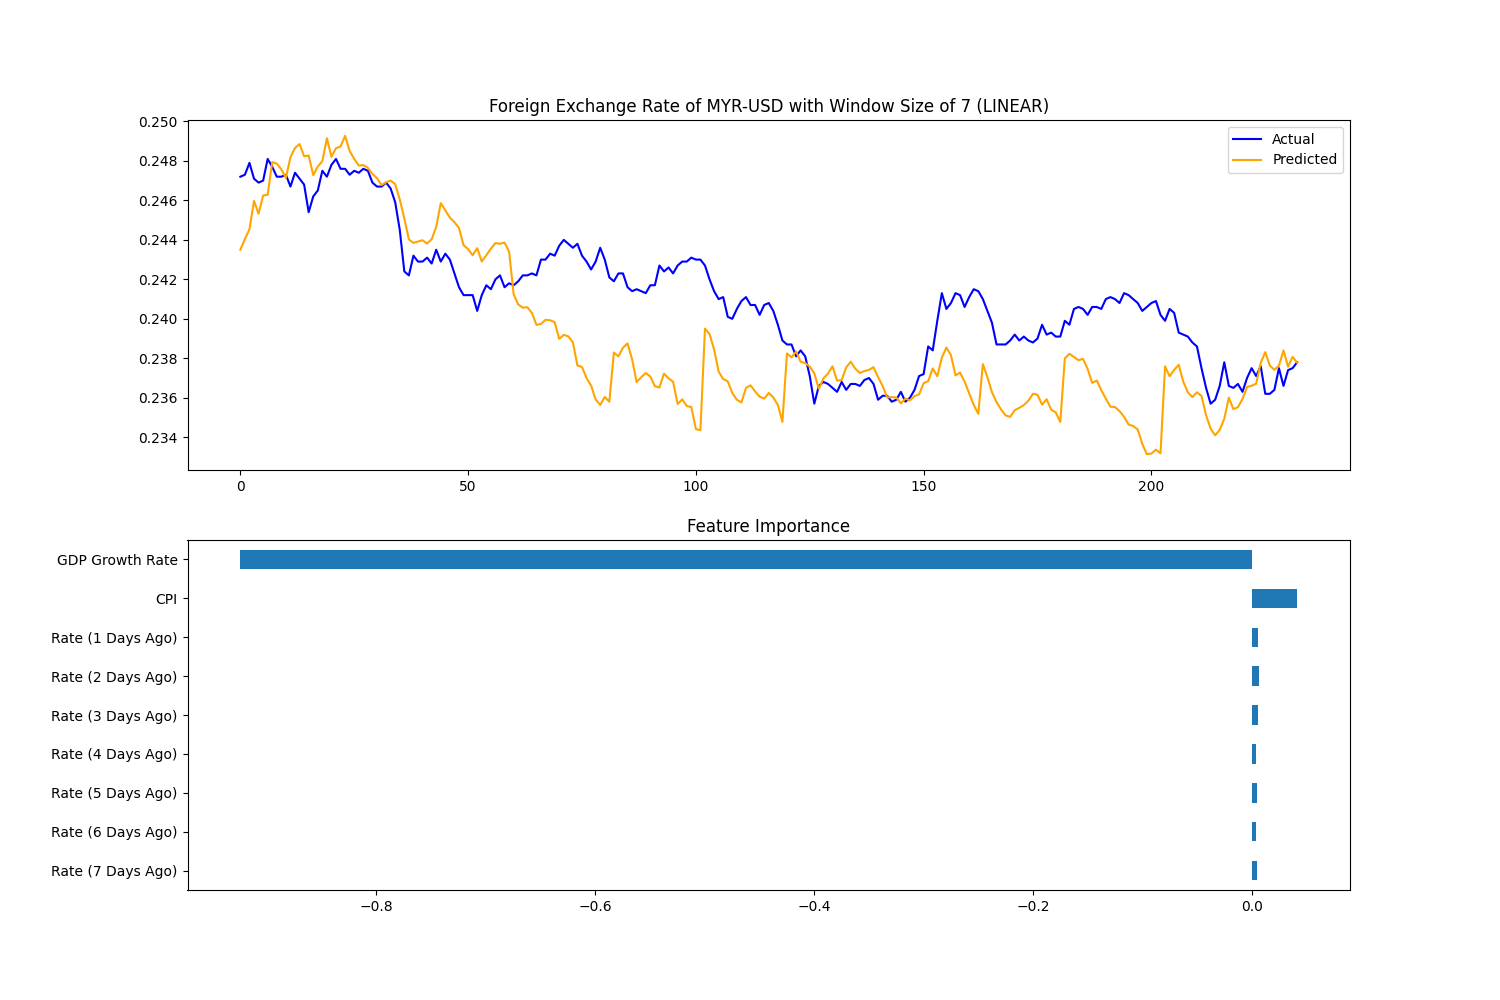 Foreign Exchange Rate of MYR-USD with Window Size of 7 (LINEAR)
0.250
0.248
0.246
0.244
0.242
0.240
0.238
0.236
0.234
Actual
Predicted
0
50
100
150
200
Feature Importance
GDP Growth Rate
CPI
Rate (1 Days Ago)
Rate (2 Days Ago)
Rate (3 Days Ago)
Rate (4 Days Ago)
Rate (5 Days Ago)
Rate (6 Days Ago)
Rate (7 Days Ago)
−0.8
−0.6
−0.4
−0.2
0.0